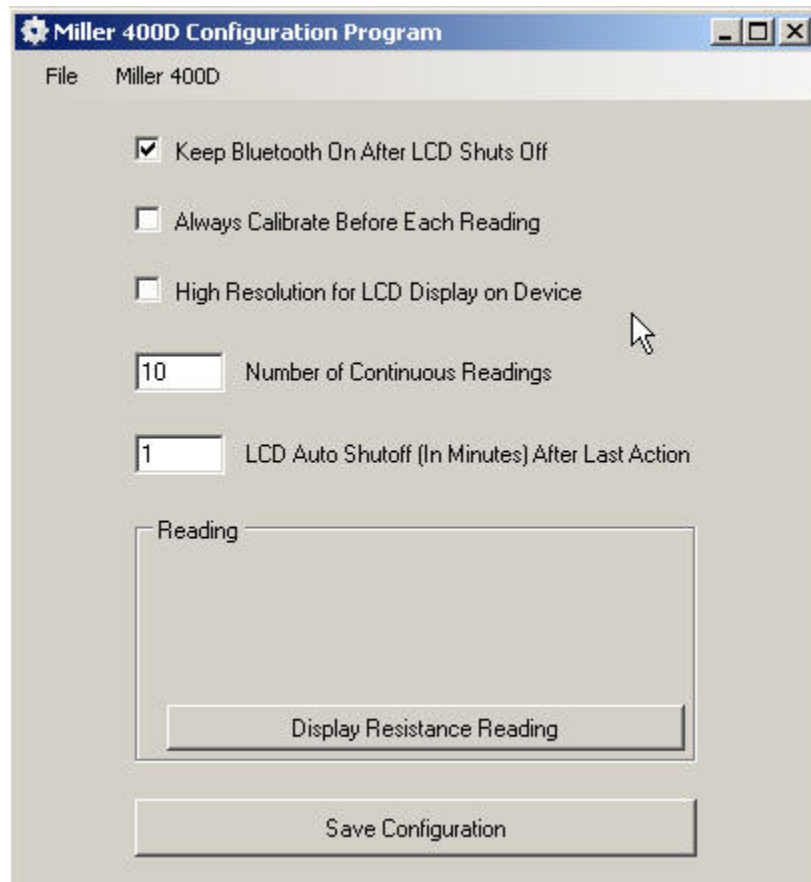 Miller 400D Configuration Program
File Miller 400D
Keep Bluetooth On After LCD Shuts Off
Always Calibrate Before Each Reading
High Resolution for LCD Display on Device
10 Number of Continuous Readings
1 LCD Auto Shutoff (In Minutes) After Last Action
Reading
Display Resistance Reading
Save Configuration